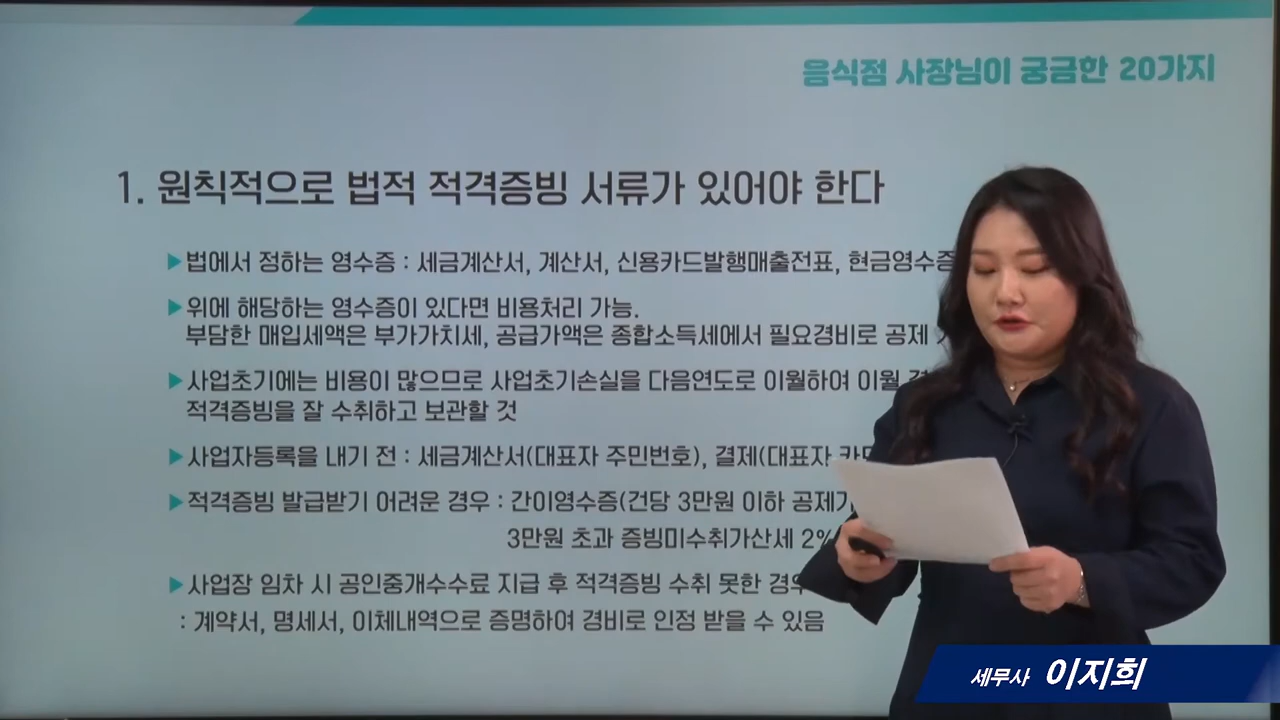 음식점 사장님이 궁금한 20가지
1. 원칙적으로 법적 적격증빙 서류가 있어야 한다
▶법에서 정하는 영수증 : 세금계산서, 계산서, 신용카드발행매출전표, 현금영수증
▶위에 해당하는 영수증이 있다면 비용처리 가능.
부담한 매입세액은 부가가치세, 공급가액은 종합소득세에서 필요경비로 공제
▶사업초기에는 비용이 많으므로 사업초기손실을 다음연도로 이월하여 이월
적격증빙을 잘 수취하고 보관할 것
▶사업자등록을 내기 전 : 세금계산서(대표자 주민번호), 결제(대표자
▶적격증빙 발급받기 어려운 경우 : 간이영수증(건당 3만원 이하
3만원 초과 증빙미수취가산세 2%
▶사업장 임차 시 공인중개수수료 지급 후 적격증빙 수취 못한 경우
: 계약서, 명세서, 이체내역으로 증명하여 경비로 인정 받을 수 있음
세무사 이지희